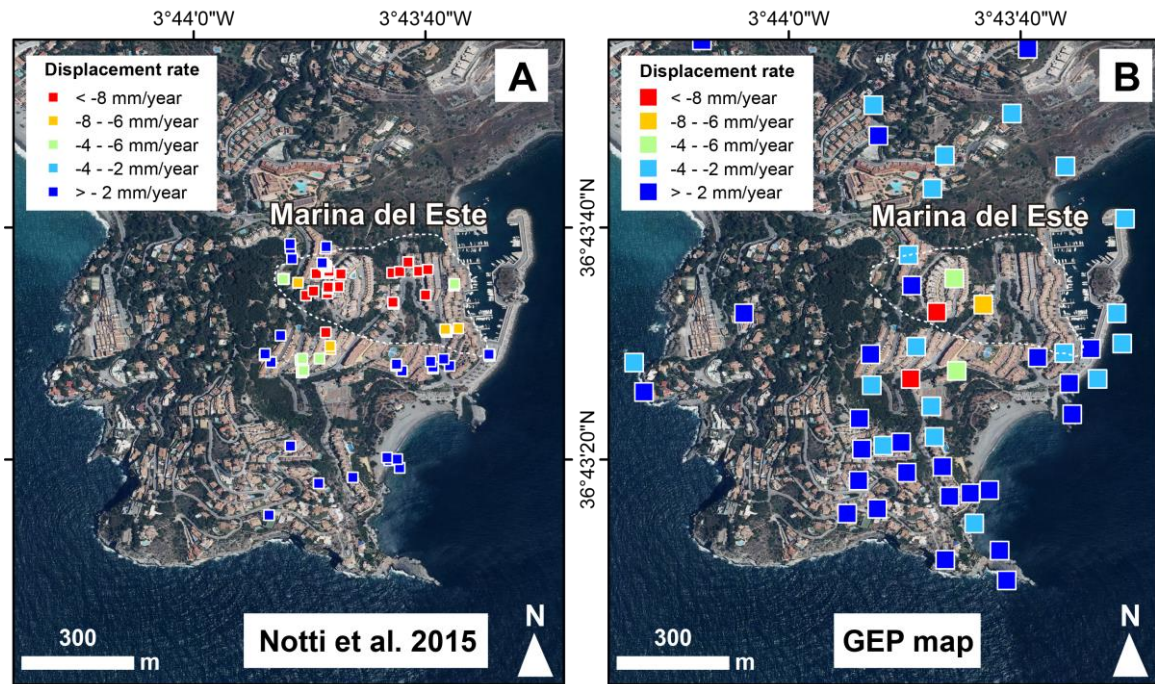 3°44'0"W
3°43'40"W
3°44'0"W
3°43'40"W
Displacement rate
< -8 mm/year
-8 - -6 mm/year
-4 - -6 mm/year
-4 - -2 mm/year
> - 2 mm/year
A
Marina del Este
300
m
Notti et al. 2015
N
36°43'40"N
36°43'20"N
Displacement rate
< -8 mm/year
-8 - -6 mm/year
-4 - -6 mm/year
-4 - -2 mm/year
> - 2 mm/year
B
Marina del Este
300
m
GEP map
N